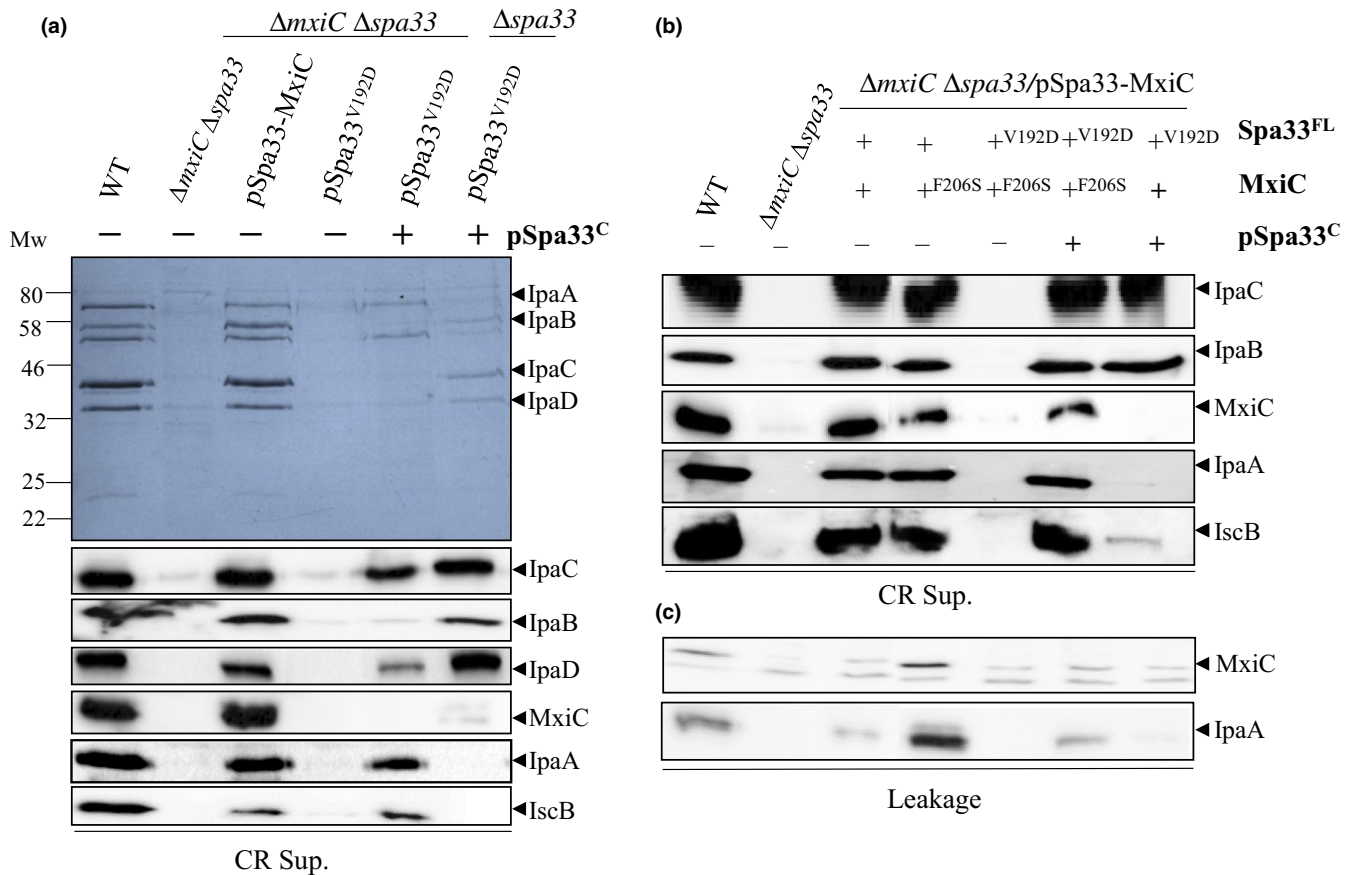 (a)
ΔmxiC Δspa33
Δspa33
WT
ΔmxiC Δspa33
pSpa33-MxiC
pSpa33V192D
pSpa33V192D
pSpa33V192D
Mw
− − − − + + pSpa33C
80
58
46
32
25
22
IpaA
IpaB
IpaC
IpaD
IpaC
IpaB
IpaD
MxiC
IpaA
IscB
CR Sup.
(b)
ΔmxiC Δspa33/pSpa33-MxiC
WT
ΔmxiC Δspa33
+ + +V192D +V192D +V192D Spa33FL
+ +F206S +F206S +F206S + MxiC
− − − − − + + pSpa33C
IpaC
IpaB
MxiC
IpaA
IscB
CR Sup.
(c)
MxiC
IpaA
Leakage